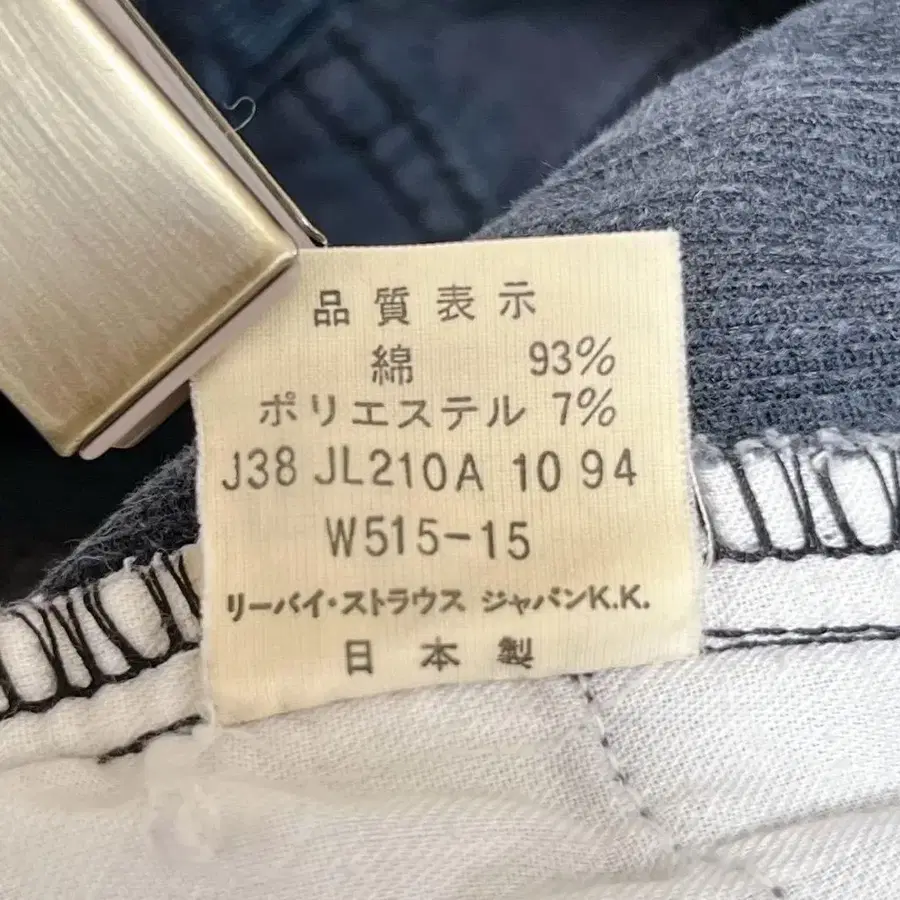 品質表示
綿 93%
ポリエステル 7%
J38 JL210A 10 94
W515-15
リーバイ・ストラウス ジャパンK.K.
日本製